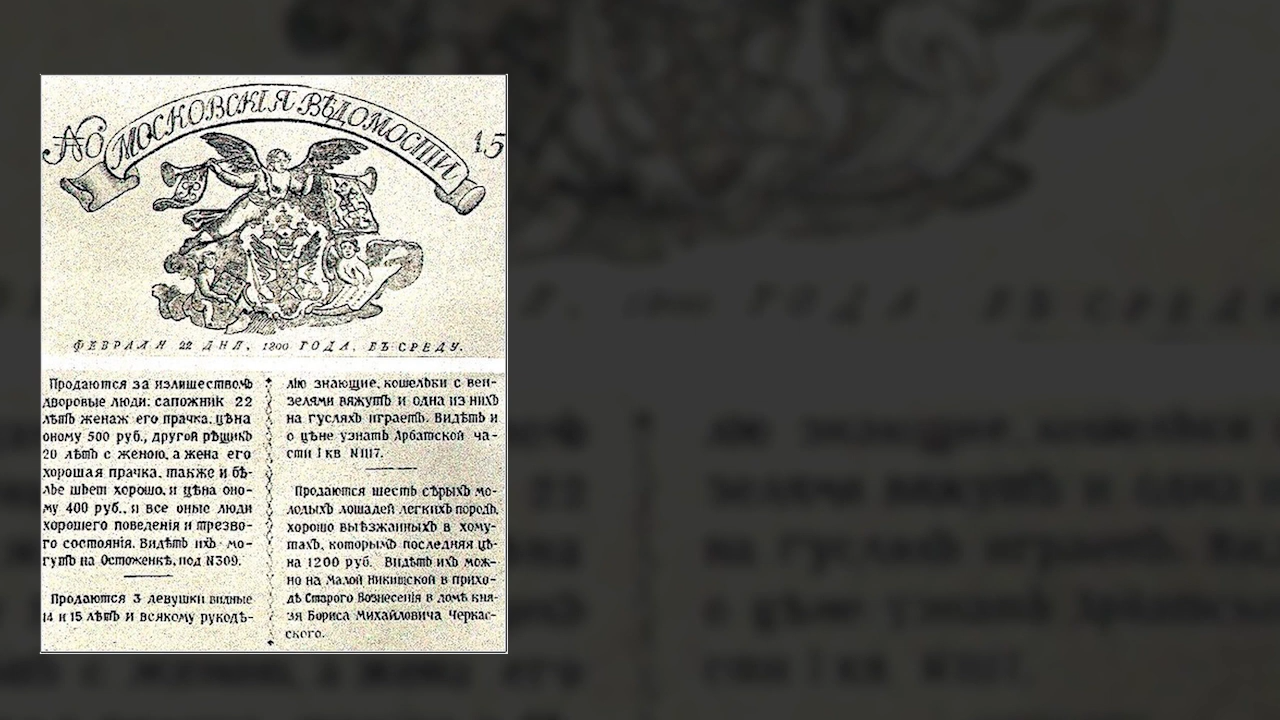 № МОСКОВСКІЯ ВѢДОМОСТИ 15
ФЕВРАЛЯ 22 ДНЯ, 1800 ГОДА, ВЪ СРЕДУ.
Продаются за излишествомъ
дворовые люди: сапожник 22
лѣтъ женаж его прачка. цѣна
оному 500 руб., другой рѣщикъ
20 лѣтъ с женою, а жена его
хорошая прачка, также и бѣ-
лье шьет хорошо, и цѣна оно-
му 400 руб.. и все оные люди
хорошего поведенія и трезво-
го состоянія. Видѣть ихъ мо-
гутъ на Остоженкѣ, под N309.
Продаются 3 девушки видные
14 и 15 лѣтъ и всякому рукодѣ-
лію знающие, кошельки с вен-
зелями вяжутъ и одна из нихъ
на гусляхъ играетъ. Видѣть и
о цѣне узнать Арбатской ча-
сти I кв N1117.
Продаются шесть сѣрыхъ мо-
лодыхъ лошадей легкихъ породъ,
хорошо выѣзжанныхъ в хому-
тахъ, которымъ последняя цѣ-
на 1200 руб. Видѣть ихъ мож-
но на Малой Никитской в прихо-
дѣ Старого Вознесенія в домѣ кня-
зя Бориса Михайловича Черкас-
ского.